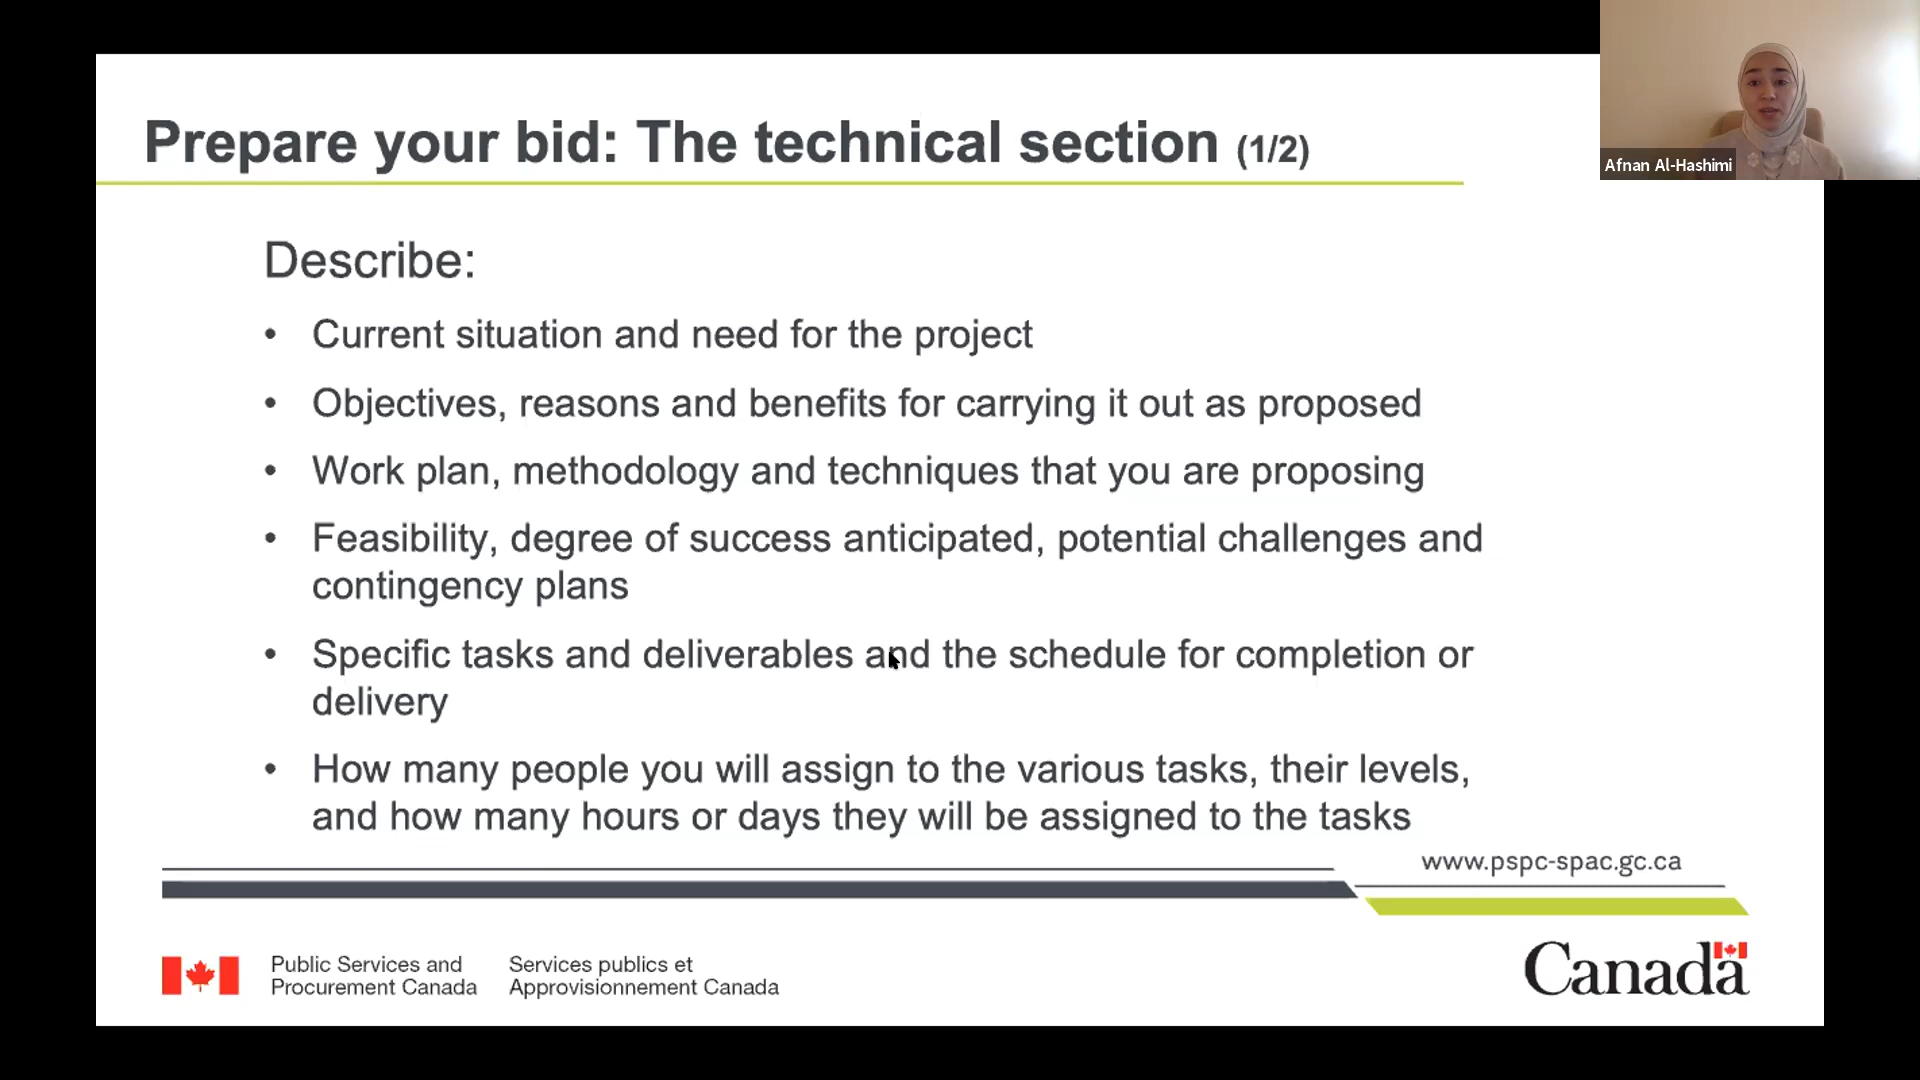 Prepare your bid: The technical section (1/2)
Afnan Al-Hashimi
Describe:
• Current situation and need for the project
• Objectives, reasons and benefits for carrying it out as proposed
• Work plan, methodology and techniques that you are proposing
• Feasibility, degree of success anticipated, potential challenges and
contingency plans
• Specific tasks and deliverables and the schedule for completion or
delivery
• How many people you will assign to the various tasks, their levels,
and how many hours or days they will be assigned to the tasks
www.pspc-spac.gc.ca
Public Services and
Procurement Canada
Services publics et
Approvisionnement Canada
Canada